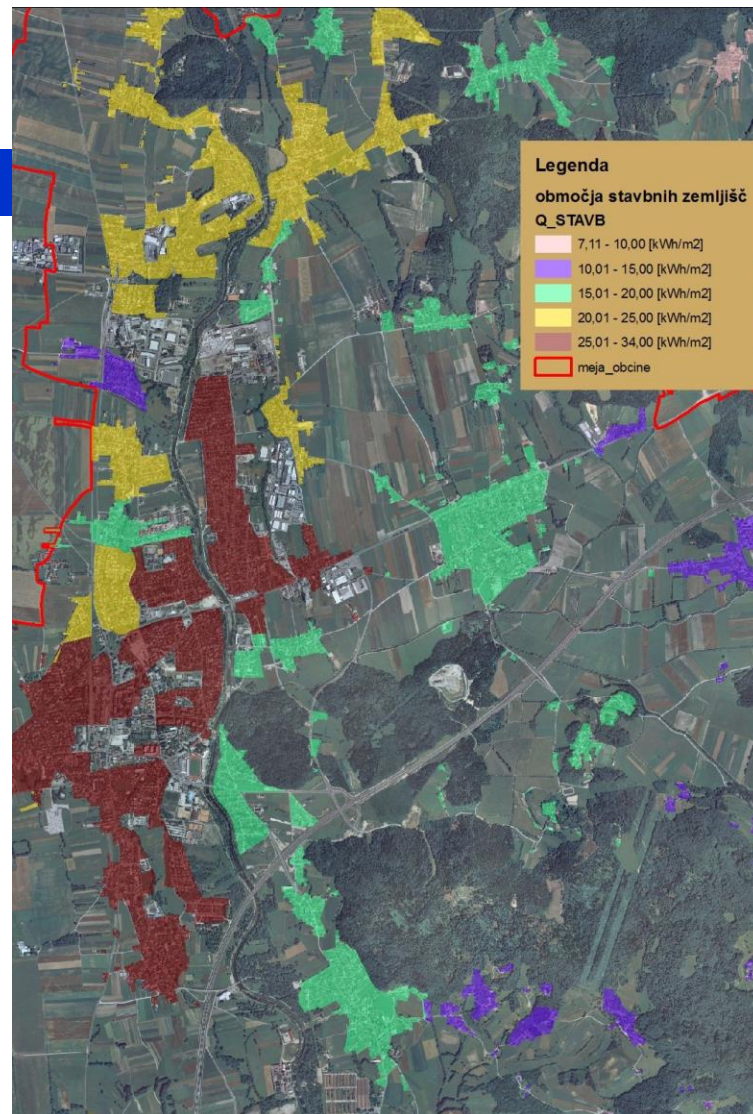 Legenda
območja stavbnih zemljišč
Q_STAVB
7,11 - 10,00 [kWh/m2]
10,01 - 15,00 [kWh/m2]
15,01 - 20,00 [kWh/m2]
20,01 - 25,00 [kWh/m2]
25,01 - 34,00 [kWh/m2]
meja_obcine